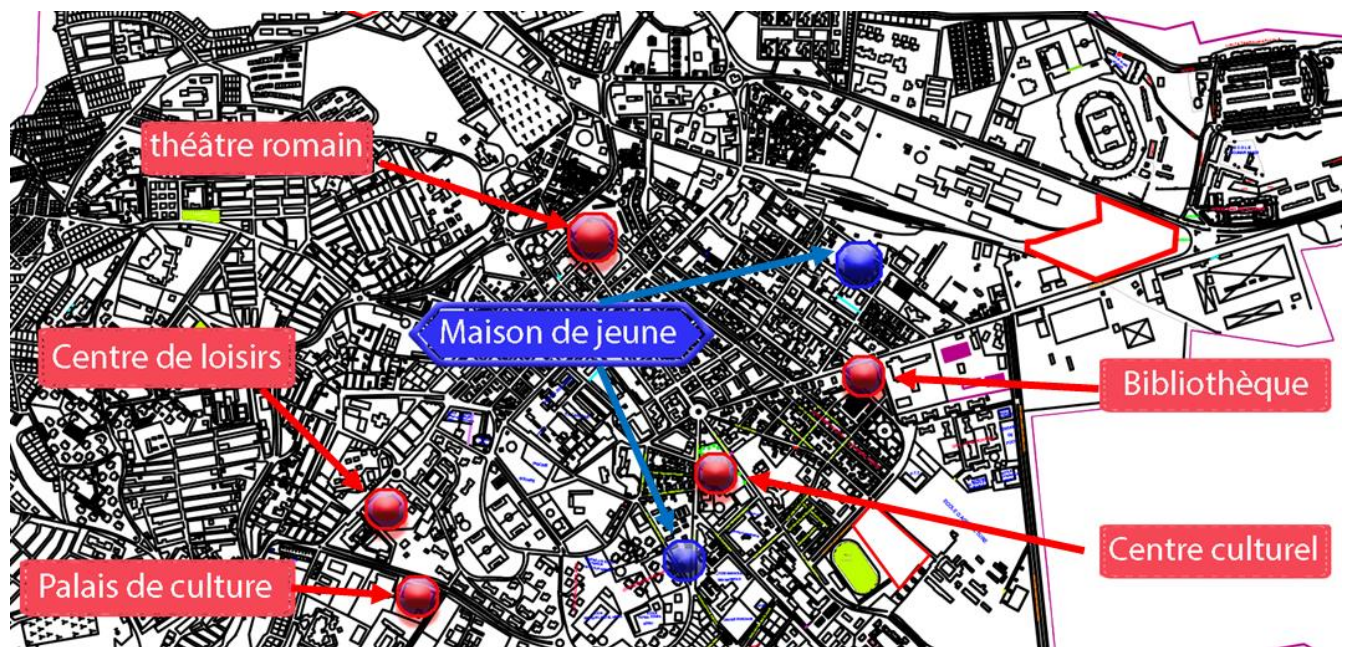 théâtre romain
Maison de jeune
Centre de loisirs
Bibliothèque
Centre culturel
Palais de culture